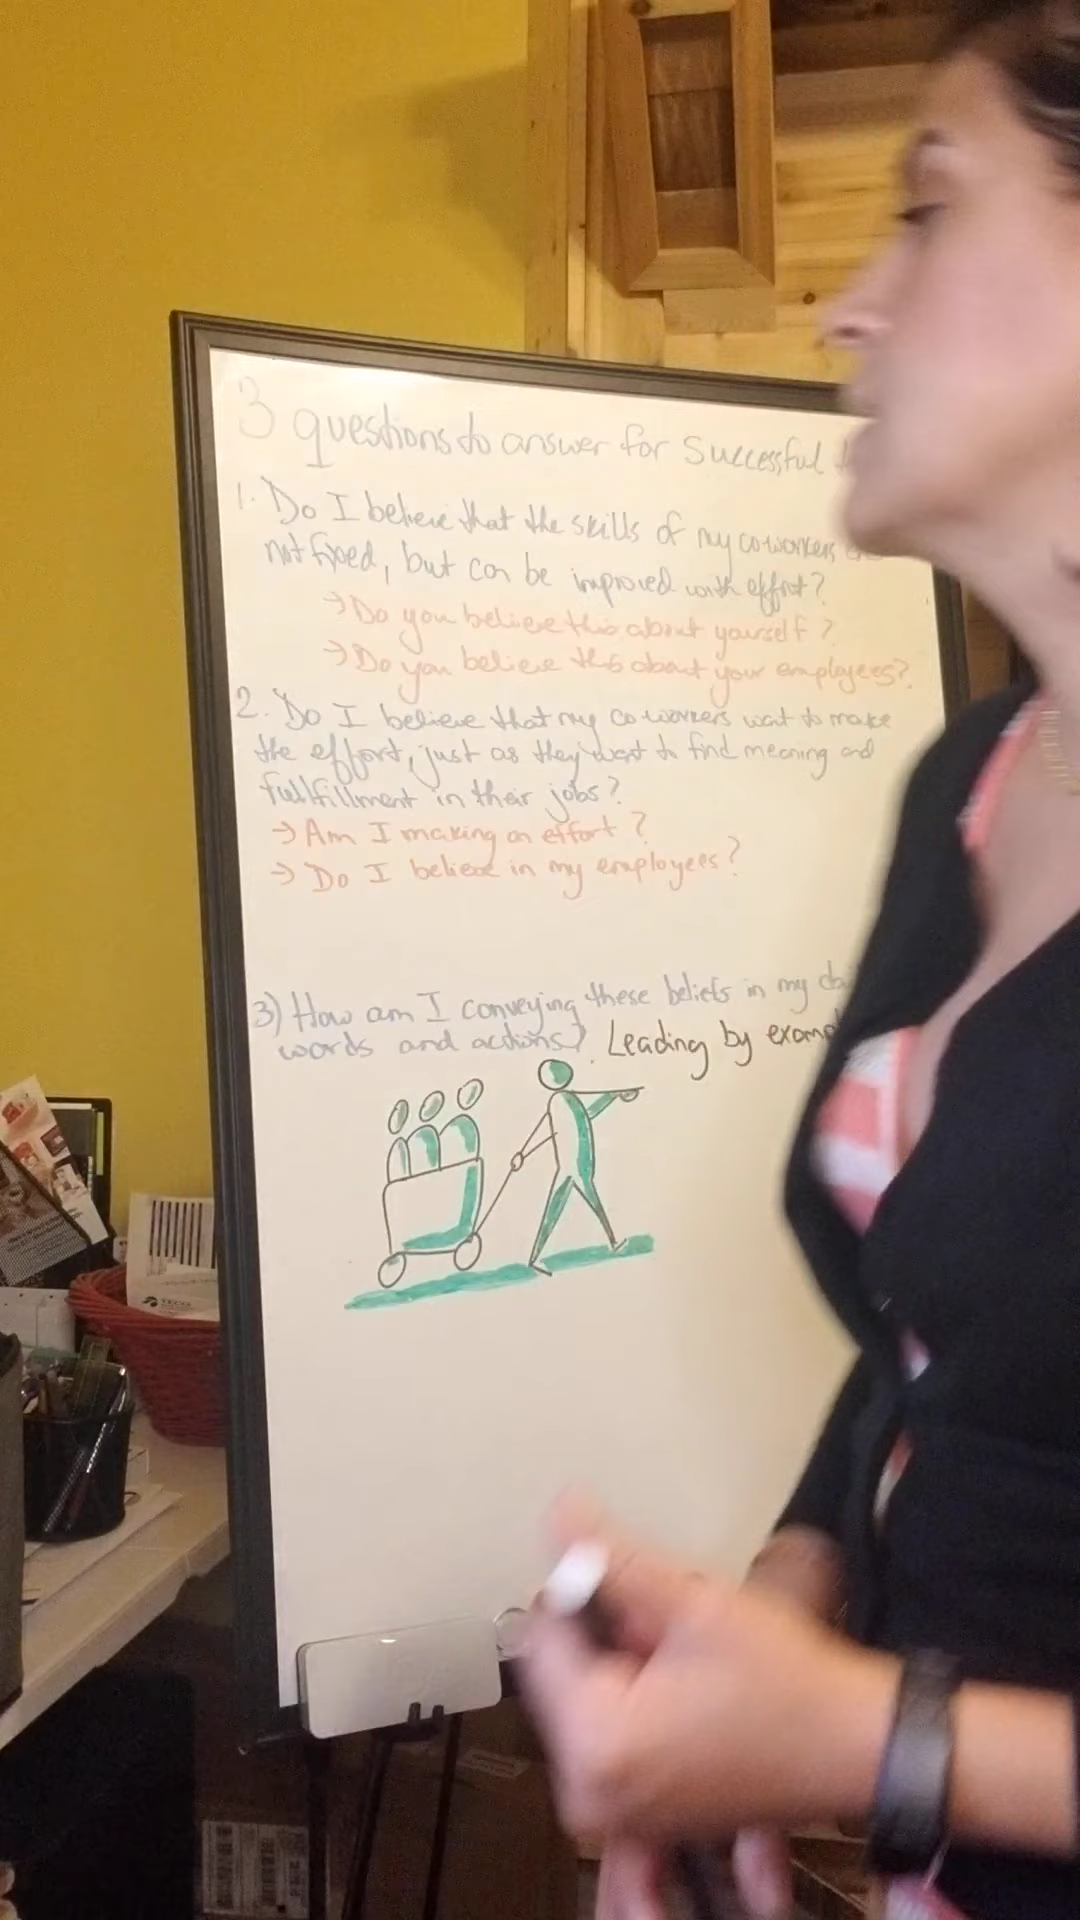 3 questions to answer for Successful
1. Do I believe that the skills of my co-workers
not fixed, but can be improved with effort?
→ Do you believe this about yourself?
→ Do you believe this about your employees?
2. Do I believe that my co-workers want to make
the effort, just as they want to find meaning and
fullfillment in their jobs?
→ Am I making an effort?
→ Do I believe in my employees?
3) How am I conveying these beliefs in my
words and actions? Leading by